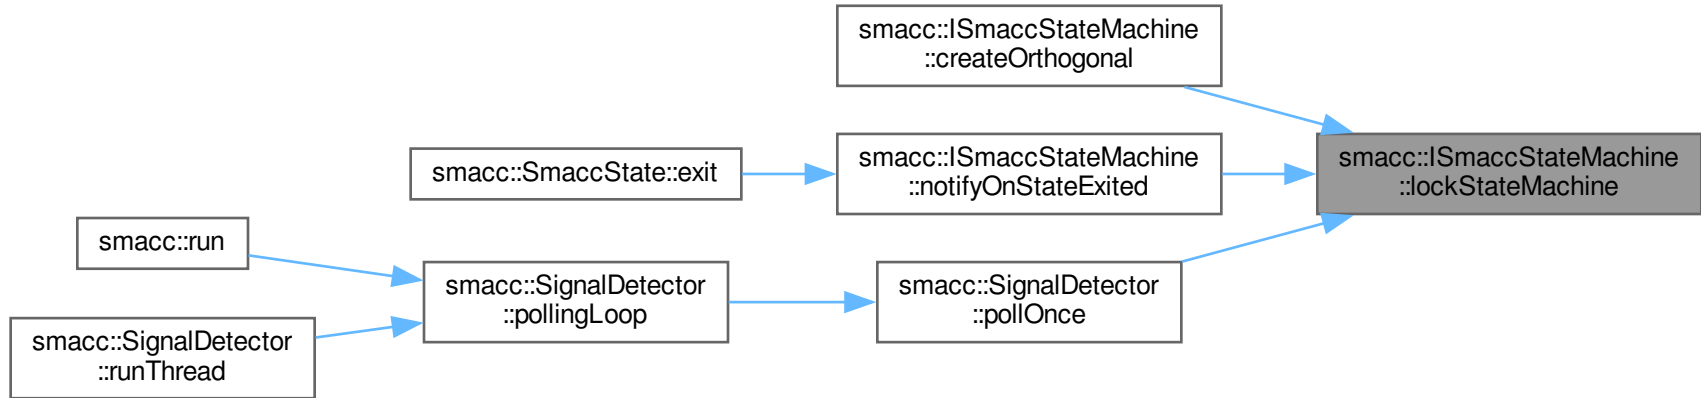 smacc::ISmaccStateMachine
::createOrthogonal
smacc::SmaccState::exit
smacc::ISmaccStateMachine
::notifyOnStateExited
smacc::ISmaccStateMachine
::lockStateMachine
smacc::run
smacc::SignalDetector
::pollingLoop
smacc::SignalDetector
::pollOnce
smacc::SignalDetector
::runThread